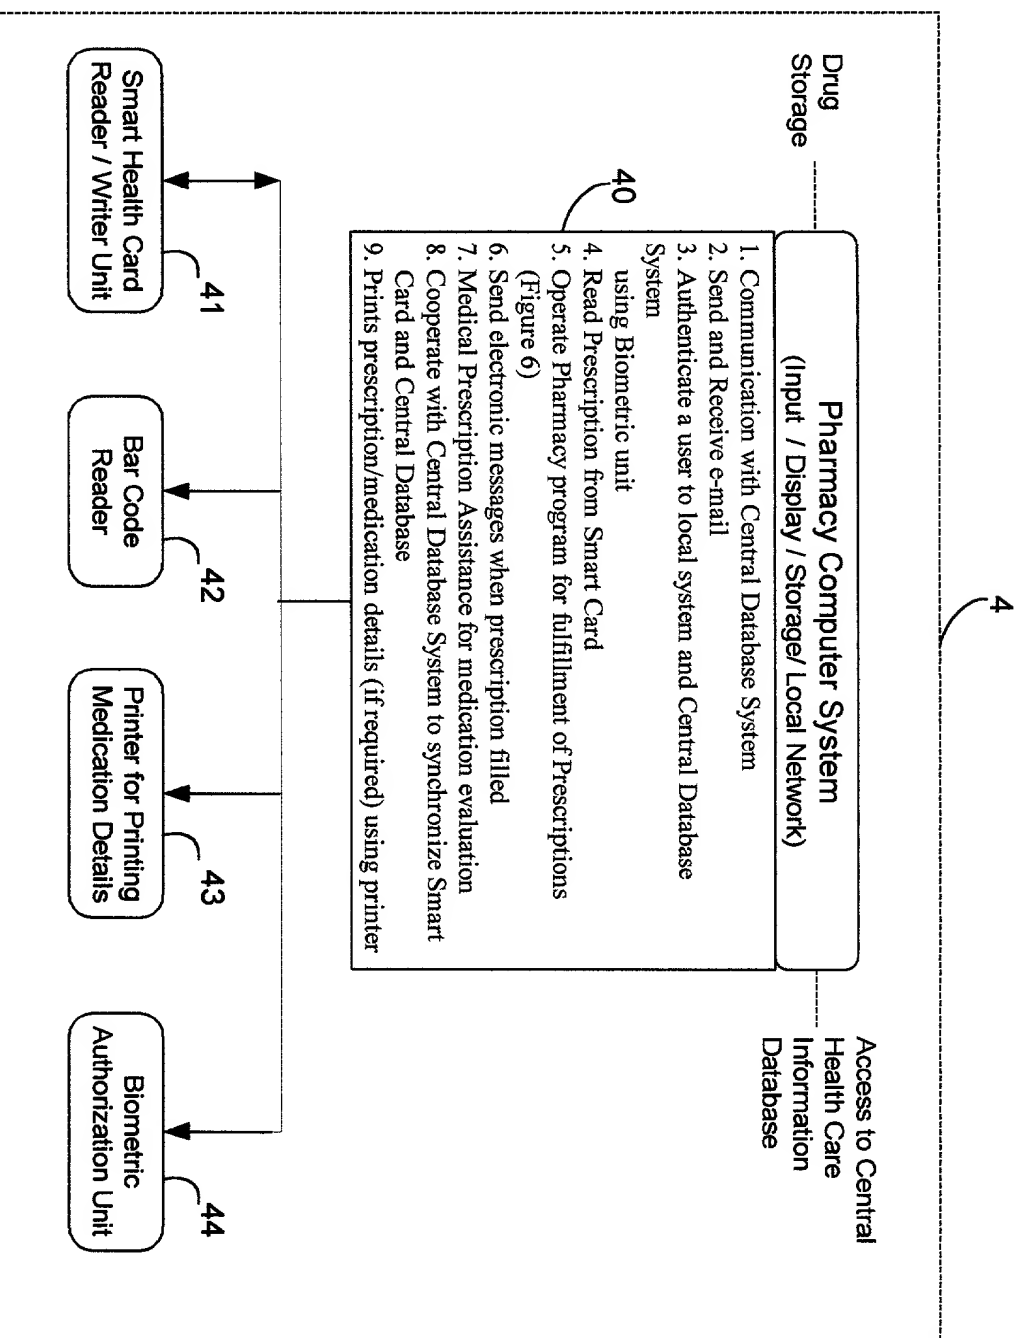 4
Drug
Storage
Pharmacy Computer System
(Input / Display / Storage/ Local Network)
Access to Central
Health Care
Information
Database
40
1. Communication with Central Database System
2. Send and Receive e-mail
3. Authenticate a user to local system and Central Database
System
using Biometric unit
4. Read Prescription from Smart Card
5. Operate Pharmacy program for fulfillment of Prescriptions
(Figure 6)
6. Send electronic messages when prescription filled
7. Medical Prescription Assistance for medication evaluation
8. Cooperate with Central Database System to synchronize Smart
Card and Central Database
9. Prints prescription/medication details (if required) using printer
41
Smart Health Card
Reader / Writer Unit
42
Bar Code
Reader
43
Printer for Printing
Medication Details
44
Biometric
Authorization Unit